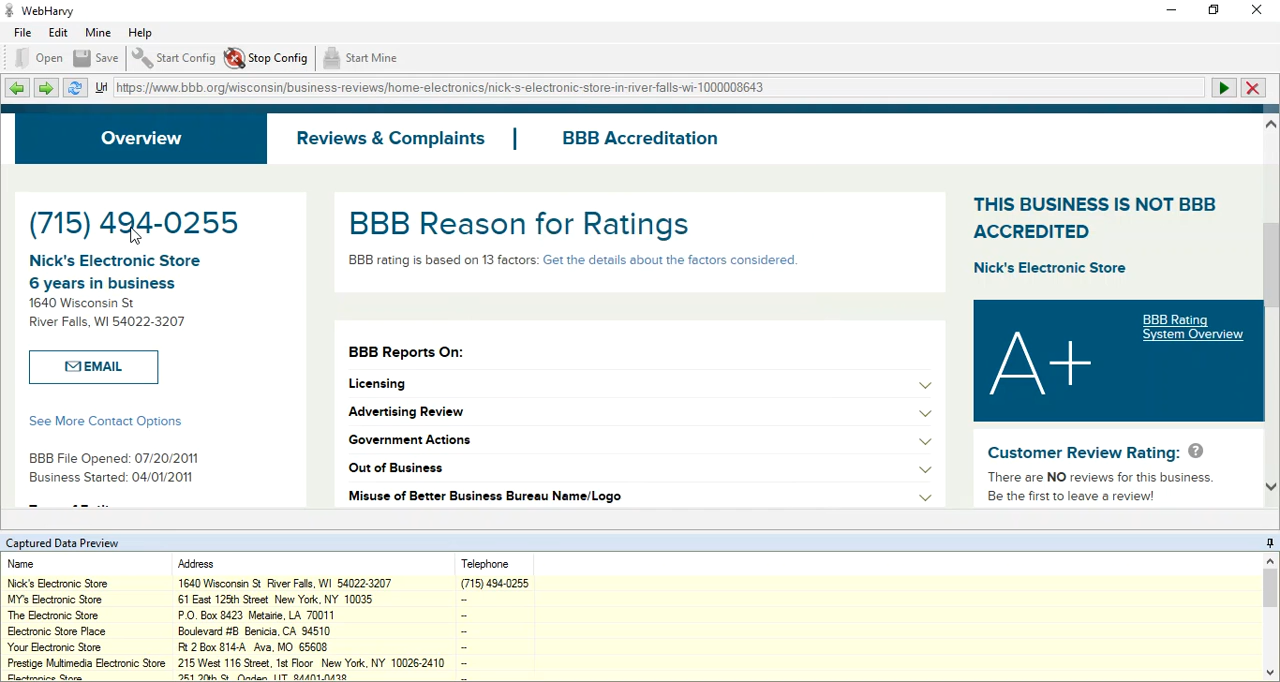 WebHarvy
File Edit Mine Help
Open Save Start Config Stop Config Start Mine
Url https://www.bbb.org/wisconsin/business-reviews/home-electronics/nick-s-electronic-store-in-river-falls-wi-1000008643
Overview Reviews & Complaints | BBB Accreditation
(715) 494-0255
Nick's Electronic Store
6 years in business
1640 Wisconsin St
River Falls, WI 54022-3207
EMAIL
See More Contact Options
BBB File Opened: 07/20/2011
Business Started: 04/01/2011
BBB Reason for Ratings
BBB rating is based on 13 factors: Get the details about the factors considered.
BBB Reports On:
Licensing
Advertising Review
Government Actions
Out of Business
Misuse of Better Business Bureau Name/Logo
THIS BUSINESS IS NOT BBB
ACCREDITED
Nick's Electronic Store
A+
BBB Rating
System Overview
Customer Review Rating: ?
There are NO reviews for this business.
Be the first to leave a review!
Captured Data Preview
Name Address Telephone
Nick's Electronic Store 1640 Wisconsin St River Falls, WI 54022-3207 (715) 494-0255
MY's Electronic Store 61 East 125th Street New York, NY 10035 --
The Electronic Store P.O. Box 8423 Metairie, LA 70011 --
Electronic Store Place Boulevard #B Benicia, CA 94510 --
Your Electronic Store Rt 2 Box 814-A Ava, MO 65608 --
Prestige Multimedia Electronic Store 215 West 116 Street, 1st Floor New York, NY 10026-2410 --
Electronics Store 251 20th St Ogden, UT 84401-0438